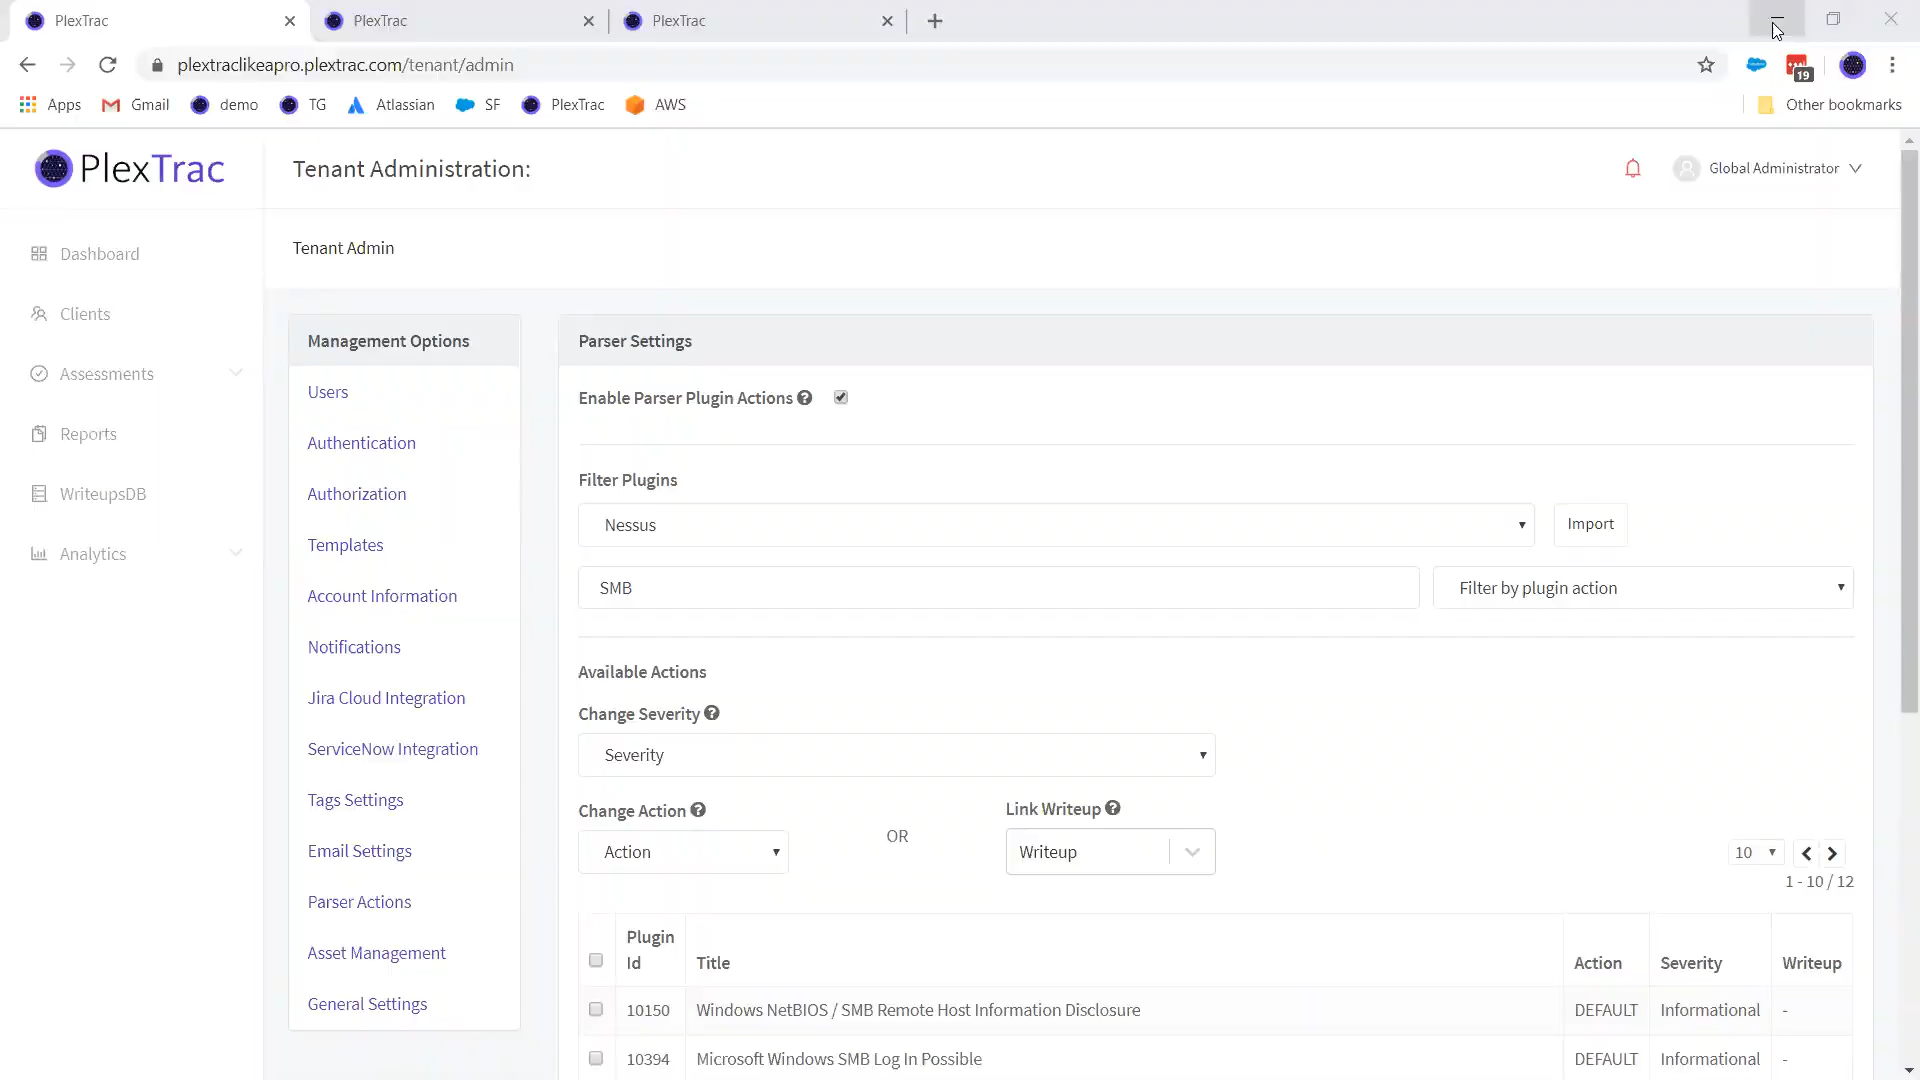 PlexTrac
PlexTrac
PlexTrac
plextraclikeapro.plextrac.com/tenant/admin
19
Apps
Gmail
demo
TG
Atlassian
SF
PlexTrac
AWS
Other bookmarks
PlexTrac
Tenant Administration:
Global Administrator
Dashboard
Clients
Assessments
Reports
WriteupsDB
Analytics
Tenant Admin
Management Options
Users
Authentication
Authorization
Templates
Account Information
Notifications
Jira Cloud Integration
ServiceNow Integration
Tags Settings
Email Settings
Parser Actions
Asset Management
General Settings
Parser Settings
Enable Parser Plugin Actions
Filter Plugins
Nessus
Import
SMB
Filter by plugin action
Available Actions
Change Severity
Severity
Change Action
Action
OR
Link Writeup
Writeup
10
1 - 10 / 12
Plugin Id Title Action Severity Writeup
10150 Windows NetBIOS / SMB Remote Host Information Disclosure DEFAULT Informational -
10394 Microsoft Windows SMB Log In Possible DEFAULT Informational -